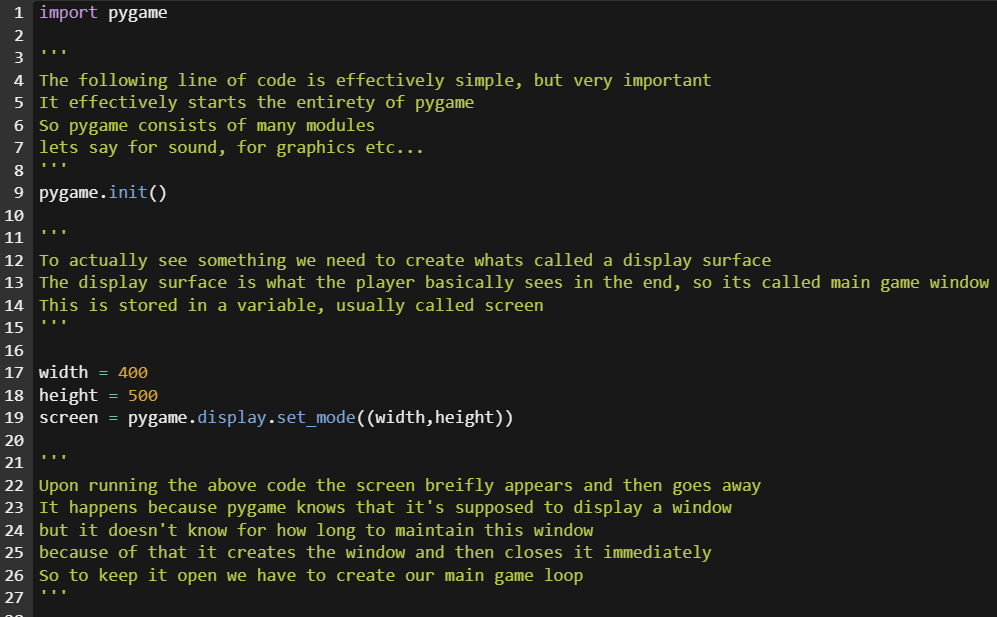 1 import pygame
2
3 '''
4 The following line of code is effectively simple, but very important
5 It effectively starts the entirety of pygame
6 So pygame consists of many modules
7 lets say for sound, for graphics etc...
8 '''
9 pygame.init()
10
11 '''
12 To actually see something we need to create whats called a display surface
13 The display surface is what the player basically sees in the end, so its called main game window
14 This is stored in a variable, usually called screen
15 '''
16
17 width = 400
18 height = 500
19 screen = pygame.display.set_mode((width,height))
20
21 '''
22 Upon running the above code the screen breifly appears and then goes away
23 It happens because pygame knows that it's supposed to display a window
24 but it doesn't know for how long to maintain this window
25 because of that it creates the window and then closes it immediately
26 So to keep it open we have to create our main game loop
27 '''